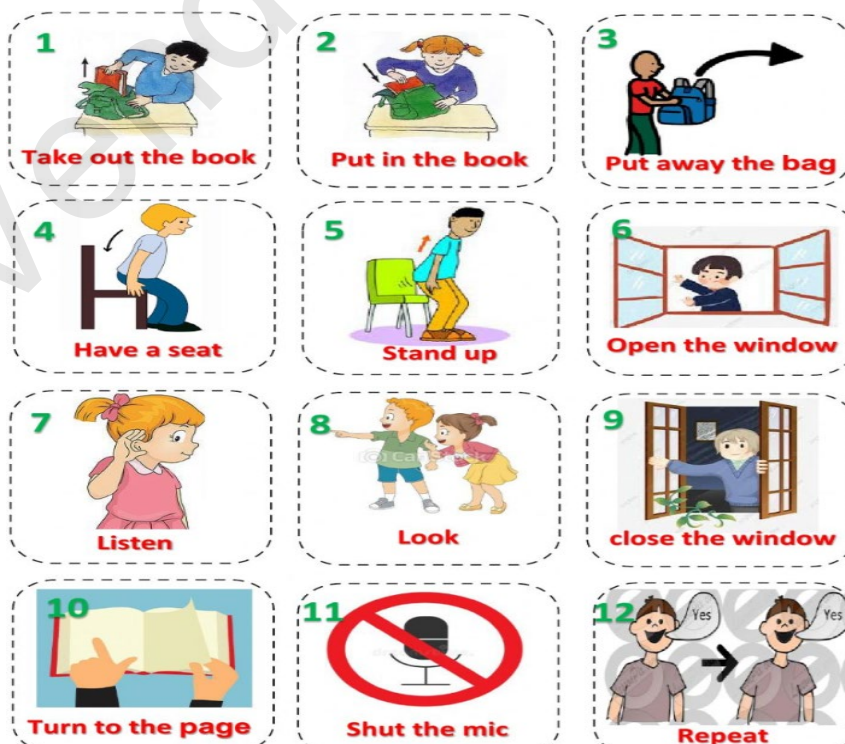 1
Take out the book
2
Put in the book
3
Put away the bag
4
Have a seat
5
Stand up
6
Open the window
7
Listen
8
Look
9
close the window
10
Turn to the page
11
Shut the mic
12
Yes
Yes
Repeat